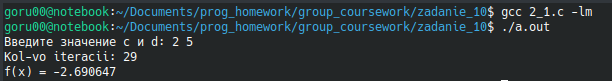 goru00@notebook:~/Documents/prog_homework/group_coursework/zadanie_10$ gcc 2_1.c -lm
goru00@notebook:~/Documents/prog_homework/group_coursework/zadanie_10$ ./a.out
Введите значение c и d: 2 5
Kol-vo iteracii: 29
f(x) = -2.690647